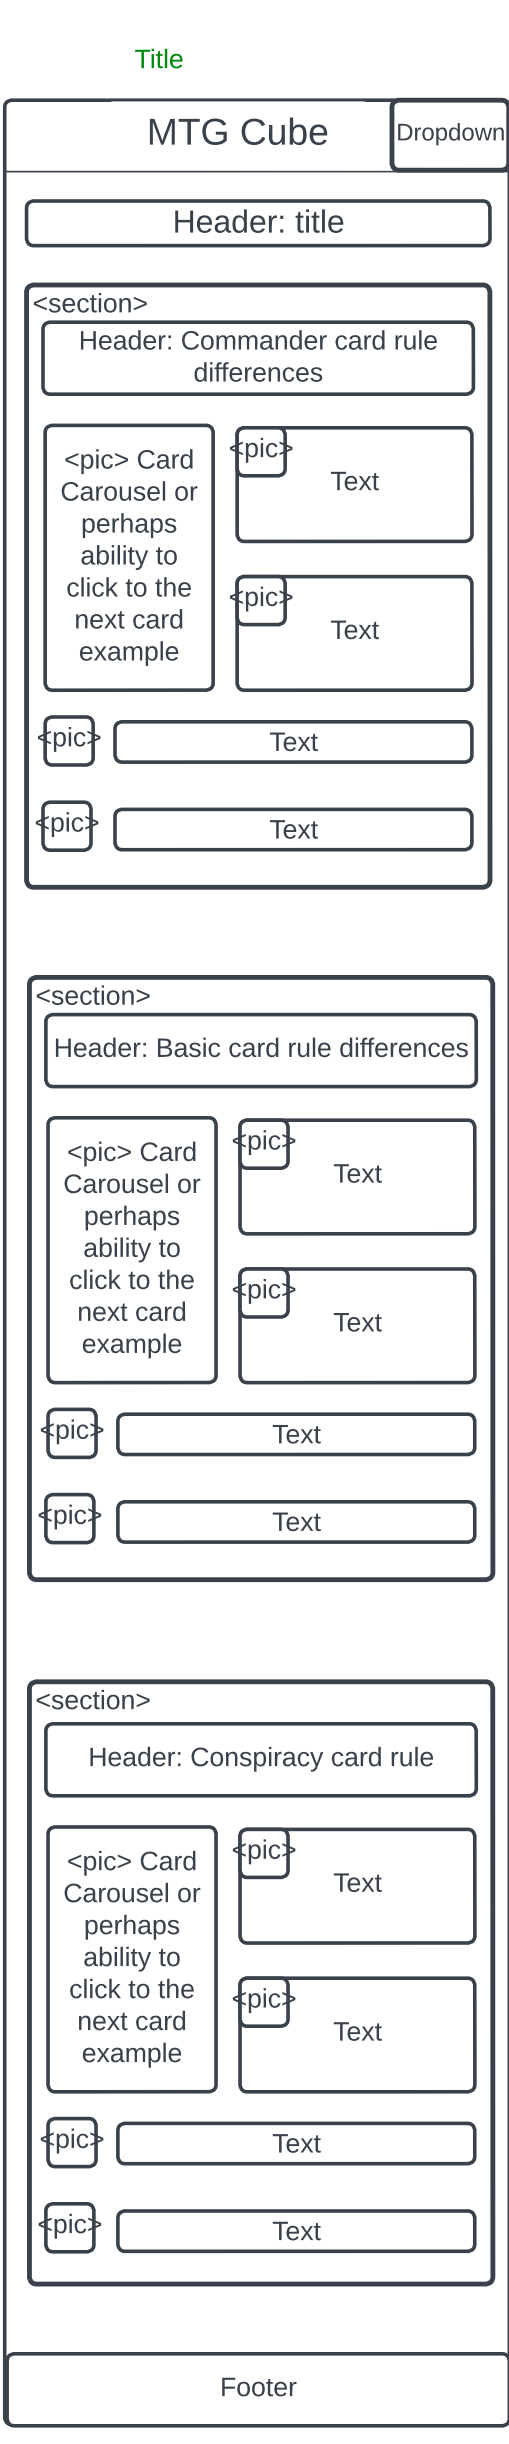 Title
MTG Cube
Dropdown
Header: title
<section>
Header: Commander card rule
differences
<pic> Card
Carousel or
perhaps
ability to
click to the
next card
example
<pic>
Text
<pic>
Text
<pic>
Text
<pic>
Text
<section>
Header: Basic card rule differences
<pic> Card
Carousel or
perhaps
ability to
click to the
next card
example
<pic>
Text
<pic>
Text
<pic>
Text
<pic>
Text
<section>
Header: Conspiracy card rule
<pic> Card
Carousel or
perhaps
ability to
click to the
next card
example
<pic>
Text
<pic>
Text
<pic>
Text
<pic>
Text
Footer